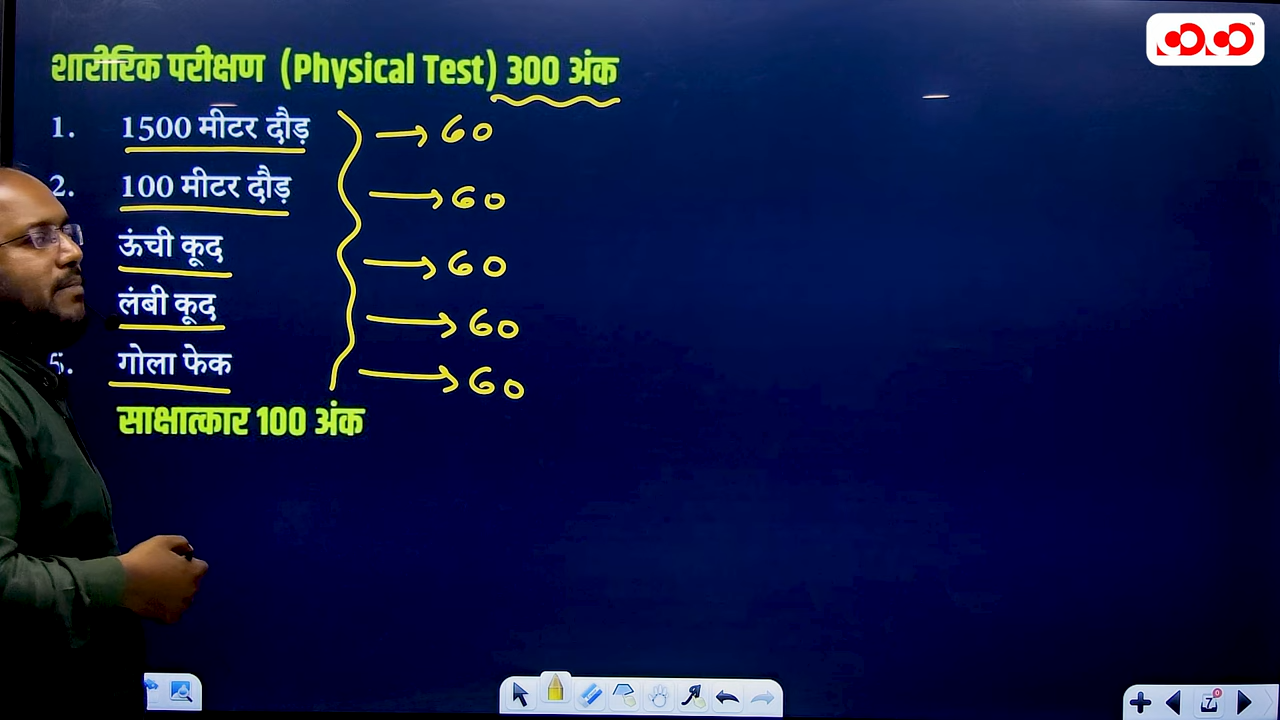 शारीरिक परीक्षण (Physical Test) 300 अंक
1. 1500 मीटर दौड़ → 60
2. 100 मीटर दौड़ → 60
ऊंची कूद → 60
लंबी कूद → 60
5. गोला फेक → 60
साक्षात्कार 100 अंक